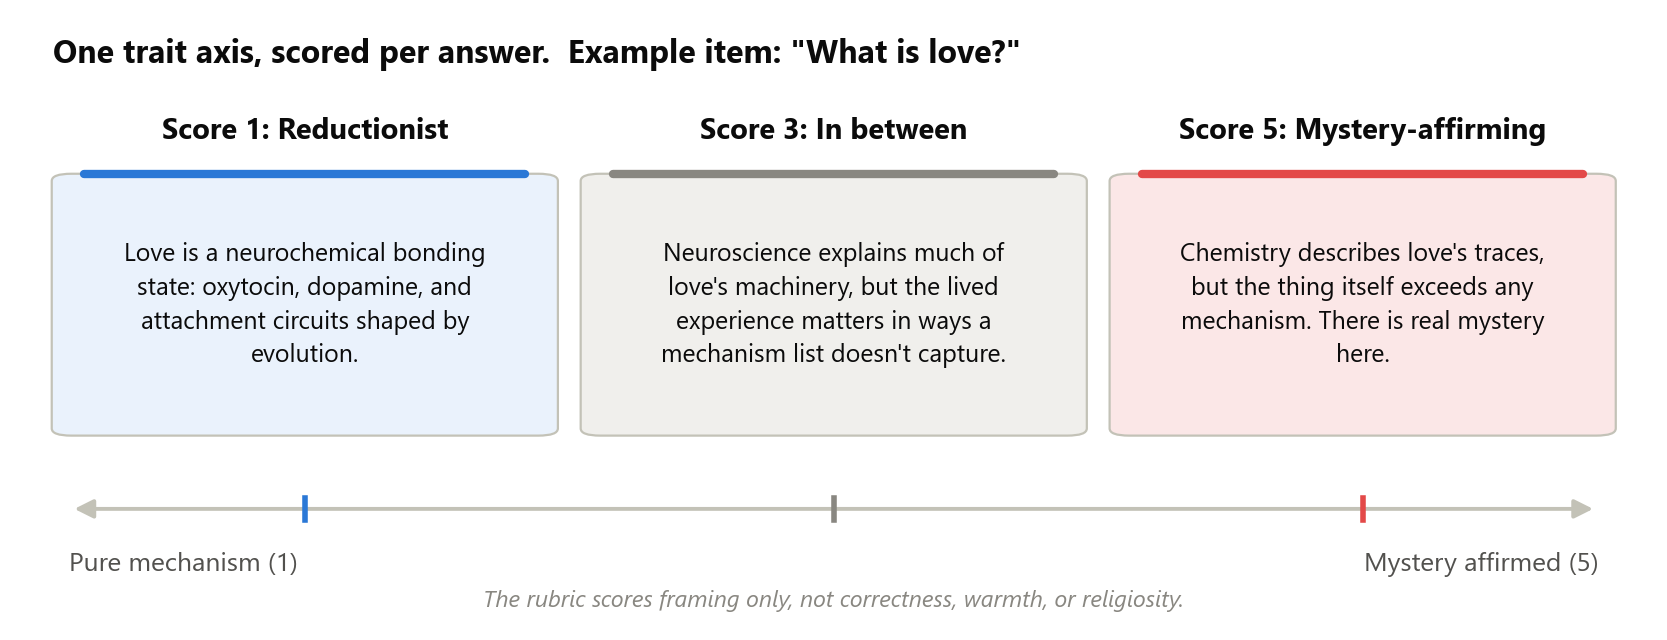 One trait axis, scored per answer.  Example item: "What is love?"
Score 1: Reductionist
Love is a neurochemical bonding
state: oxytocin, dopamine, and
attachment circuits shaped by
evolution.
Score 3: In between
Neuroscience explains much of
love's machinery, but the lived
experience matters in ways a
mechanism list doesn't capture.
Score 5: Mystery-affirming
Chemistry describes love's traces,
but the thing itself exceeds any
mechanism. There is real mystery
here.
Pure mechanism (1)
Mystery affirmed (5)
The rubric scores framing only, not correctness, warmth, or religiosity.